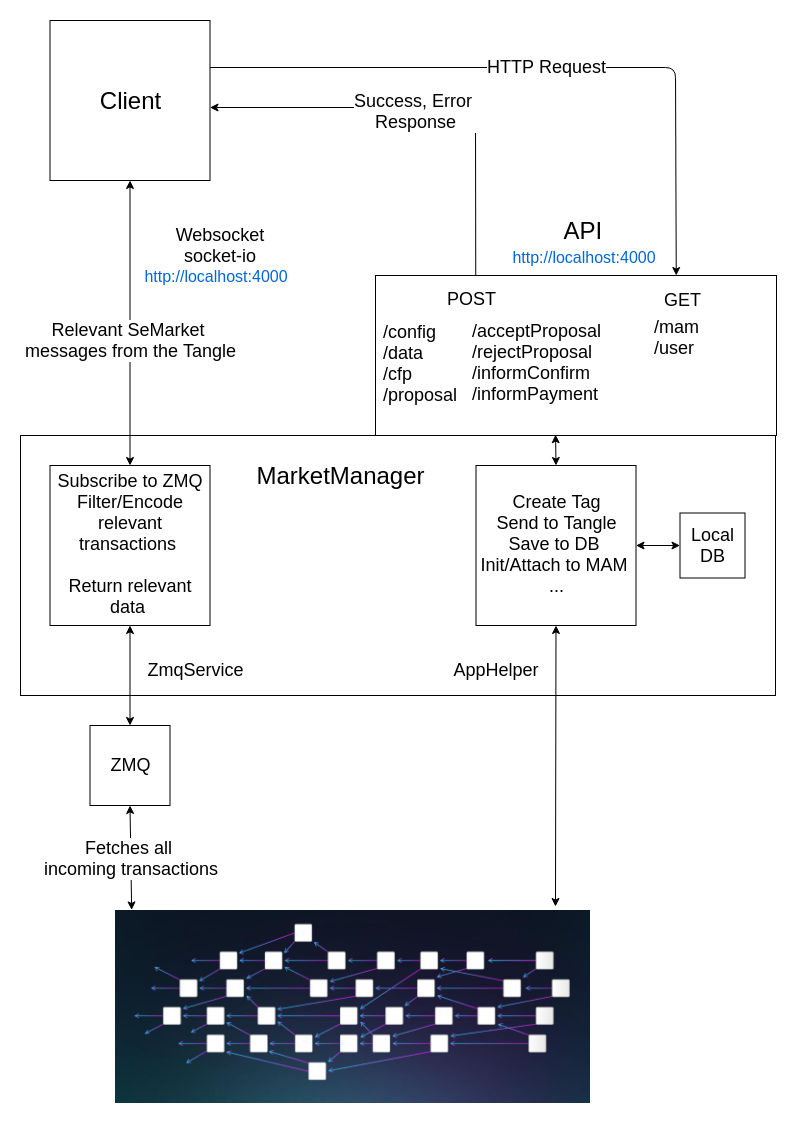 Client
HTTP Request
Success, Error
Response
Websocket
socket-io
http://localhost:4000
API
http://localhost:4000
Relevant SeMarket
messages from the Tangle
POST
GET
/config
/data
/cfp
/proposal
/acceptProposal
/rejectProposal
/informConfirm
/informPayment
/mam
/user
MarketManager
Subscribe to ZMQ
Filter/Encode
relevant
transactions
Return relevant
data
Create Tag
Send to Tangle
Save to DB
Init/Attach to MAM
...
Local
DB
ZmqService
AppHelper
ZMQ
Fetches all
incoming transactions